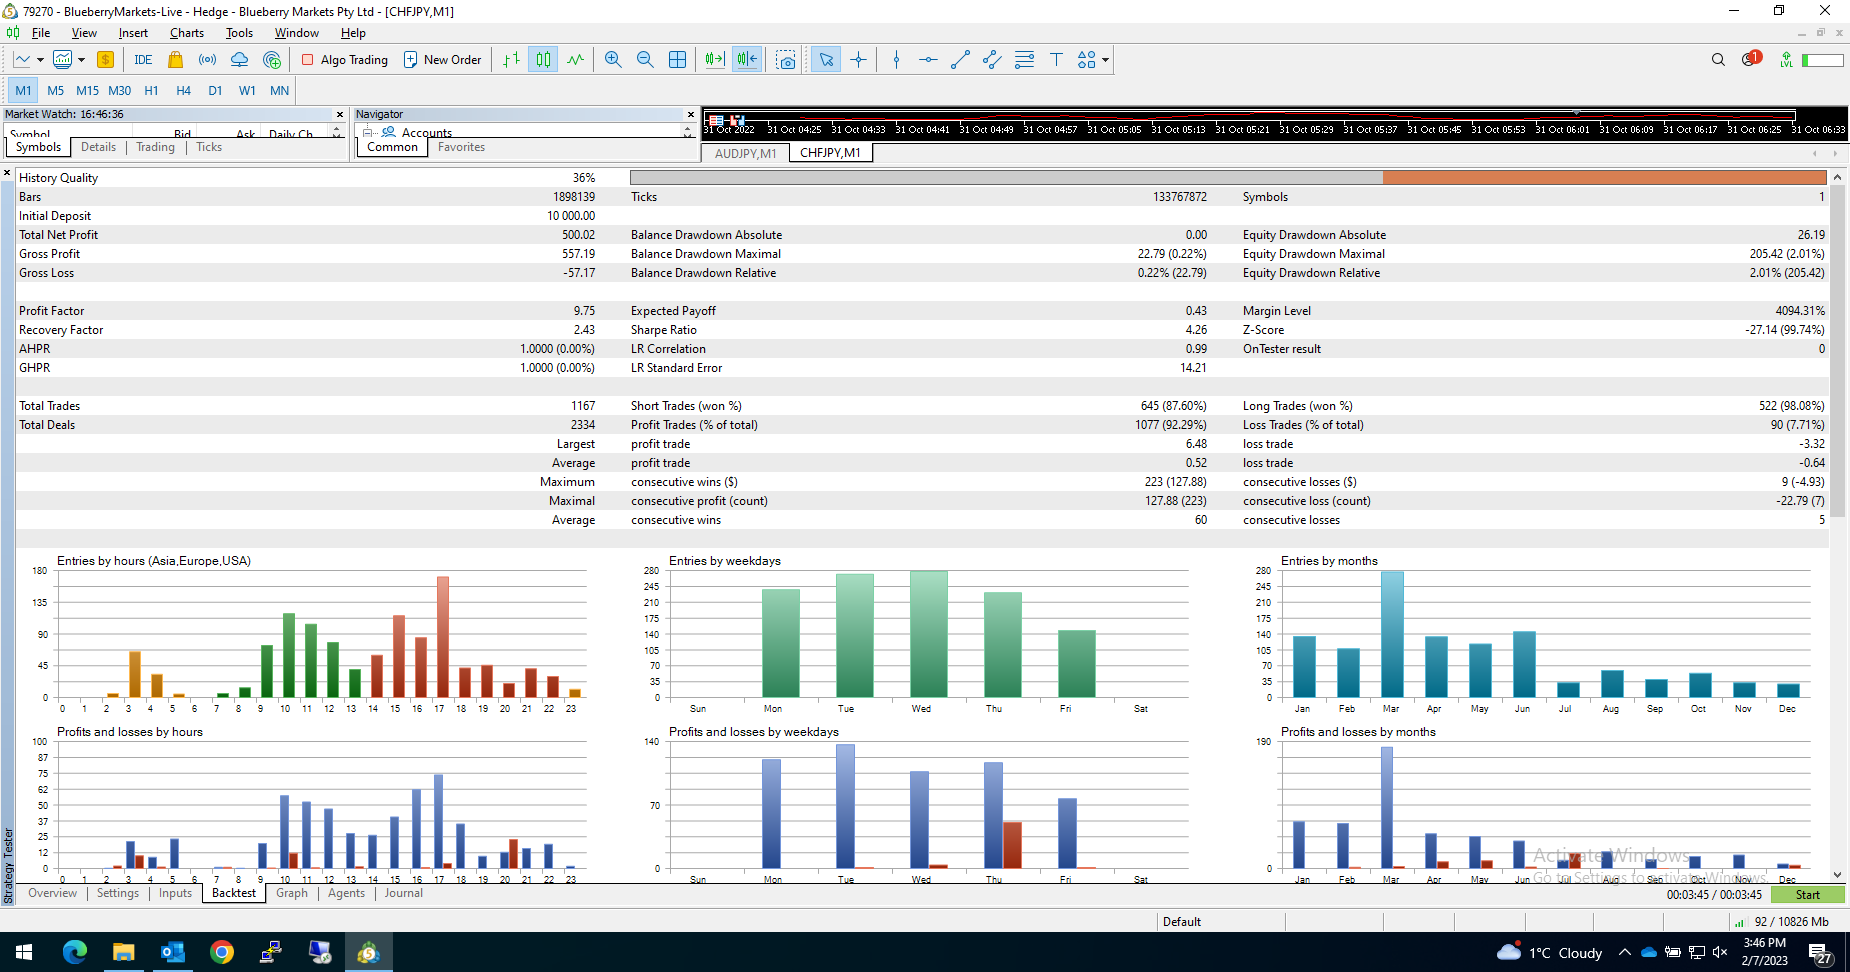 79270 - BlueberryMarkets-Live - Hedge - Blueberry Markets Pty Ltd - [CHFJPY,M1]
File View Insert Charts Tools Window Help
IDE Algo Trading New Order 1 LVL
M1 M5 M15 M30 H1 H4 D1 W1 MN
Market Watch: 16:46:36 Navigator
Symbol Bid Ask Daily Ch... Accounts
31 Oct 2022 31 Oct 04:25 31 Oct 04:33 31 Oct 04:41 31 Oct 04:49 31 Oct 04:57 31 Oct 05:05 31 Oct 05:13 31 Oct 05:21 31 Oct 05:29 31 Oct 05:37 31 Oct 05:45 31 Oct 05:53 31 Oct 06:01 31 Oct 06:09 31 Oct 06:17 31 Oct 06:25 31 Oct 06:33
Symbols Details Trading Ticks Common Favorites AUDJPY,M1 CHFJPY,M1
History Quality 36%
Bars 1898139 Ticks 133767872 Symbols 1
Initial Deposit 10 000.00
Total Net Profit 500.02 Balance Drawdown Absolute 0.00 Equity Drawdown Absolute 26.19
Gross Profit 557.19 Balance Drawdown Maximal 22.79 (0.22%) Equity Drawdown Maximal 205.42 (2.01%)
Gross Loss -57.17 Balance Drawdown Relative 0.22% (22.79) Equity Drawdown Relative 2.01% (205.42)
Profit Factor 9.75 Expected Payoff 0.43 Margin Level 4094.31%
Recovery Factor 2.43 Sharpe Ratio 4.26 Z-Score -27.14 (99.74%)
AHPR 1.0000 (0.00%) LR Correlation 0.99 OnTester result 0
GHPR 1.0000 (0.00%) LR Standard Error 14.21
Total Trades 1167 Short Trades (won %) 645 (87.60%) Long Trades (won %) 522 (98.08%)
Total Deals 2334 Profit Trades (% of total) 1077 (92.29%) Loss Trades (% of total) 90 (7.71%)
Largest profit trade 6.48 loss trade -3.32
Average profit trade 0.52 loss trade -0.64
Maximum consecutive wins ($) 223 (127.88) consecutive losses ($) 9 (-4.93)
Maximal consecutive profit (count) 127.88 (223) consecutive loss (count) -22.79 (7)
Average consecutive wins 60 consecutive losses 5
Entries by hours (Asia,Europe,USA) Entries by weekdays Entries by months
180 280 280
245 245
135 210 210
175 175
90 140 140
105 105
45 70 70
35 35
0 0 0
0 1 2 3 4 5 6 7 8 9 10 11 12 13 14 15 16 17 18 19 20 21 22 23 Sun Mon Tue Wed Thu Fri Sat Jan Feb Mar Apr May Jun Jul Aug Sep Oct Nov Dec
Profits and losses by hours Profits and losses by weekdays Profits and losses by months
100 140 190
87
75
62
50 70
37
25
12
0 0 0
0 1 2 3 4 5 6 7 8 9 10 11 12 13 14 15 16 17 18 19 20 21 22 23 Sun Mon Tue Wed Thu Fri Sat Jan Feb Mar Apr May Jun Jul Aug Sep Oct Nov Dec
Activate Windows
Go to Settings to activate Windows.
Strategy Tester
Overview Settings Inputs Backtest Graph Agents Journal 00:03:45 / 00:03:45 Start
Default 92 / 10826 Mb
1°C Cloudy 3:46 PM
2/7/2023 27